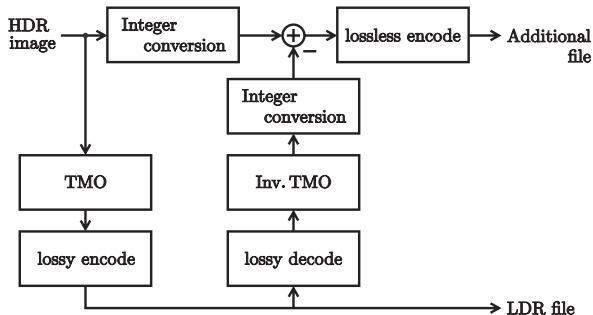 HDR
image
Integer
conversion
lossless encode
Additional
file
−
Integer
conversion
TMO
Inv. TMO
lossy encode
lossy decode
LDR file